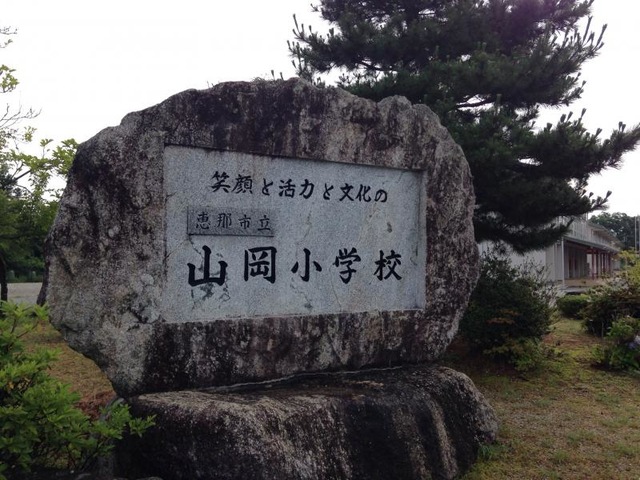 笑顔と活力と文化の
恵那市立
山岡小学校